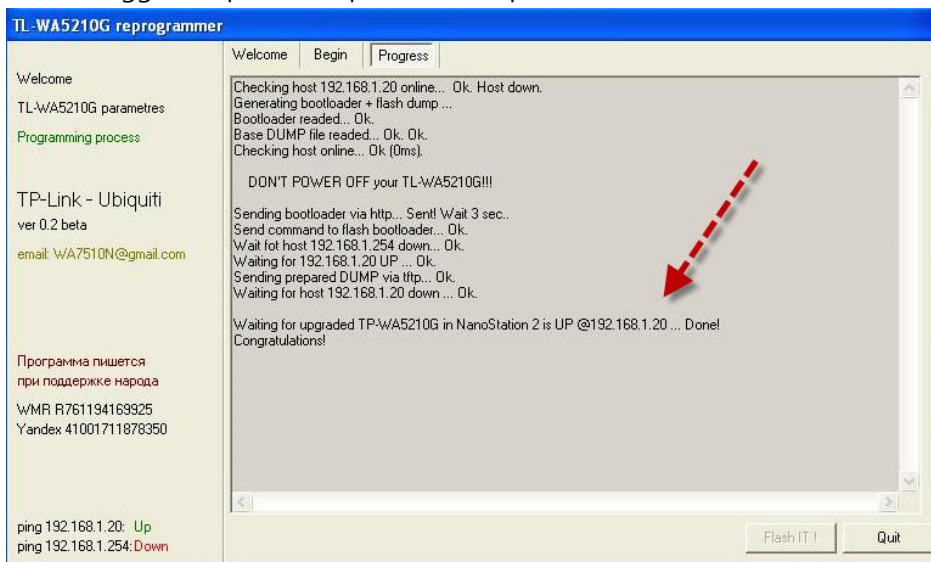 TL-WA5210G reprogrammer
Welcome
TL-WA5210G parametres
Programming process
TP-Link - Ubiquiti
ver 0.2 beta
email: WA7510N@gmail.com
Программа пишется
при поддержке народа
WMR R761194169925
Yandex 41001711878350
ping 192.168.1.20: Up
ping 192.168.1.254: Down
Welcome Begin Progress
Checking host 192.168.1.20 online... Ok. Host down.
Generating bootloader + flash dump ...
Bootloader readed... Ok.
Base DUMP file readed... Ok. Ok.
Checking host online... Ok (0ms).
DON'T POWER OFF your TL-WA5210G!!!
Sending bootloader via http... Sent! Wait 3 sec..
Send command to flash bootloader... Ok.
Wait fot host 192.168.1.254 down... Ok.
Waiting for 192.168.1.20 UP ... Ok.
Sending prepared DUMP via tftp... Ok.
Waiting for host 192.168.1.20 down ... Ok.
Waiting for upgraded TP-WA5210G in NanoStation 2 is UP @192.168.1.20 ... Done!
Congratulations!
Flash IT ! Quit